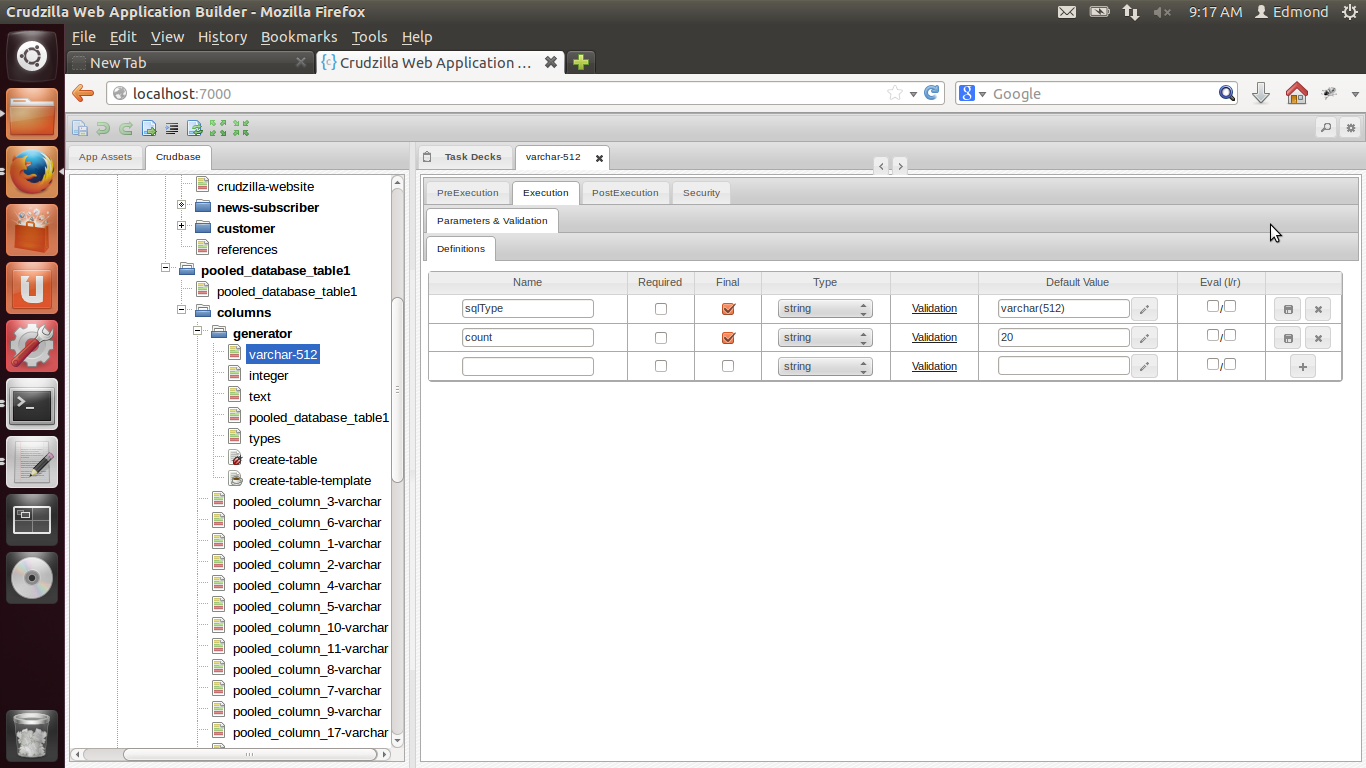 Crudzilla Web Application Builder - Mozilla Firefox
9:17 AM Edmond
File Edit View History Bookmarks Tools Help
New Tab
{c} Crudzilla Web Application ...
localhost:7000
Google
App Assets Crudbase
Task Decks varchar-512
crudzilla-website
news-subscriber
customer
references
pooled_database_table1
pooled_database_table1
columns
generator
varchar-512
integer
text
pooled_database_table1
types
create-table
create-table-template
pooled_column_3-varchar
pooled_column_6-varchar
pooled_column_1-varchar
pooled_column_2-varchar
pooled_column_4-varchar
pooled_column_5-varchar
pooled_column_10-varchar
pooled_column_11-varchar
pooled_column_8-varchar
pooled_column_7-varchar
pooled_column_9-varchar
pooled_column_17-varchar
PreExecution Execution PostExecution Security
Parameters & Validation
Definitions
Name Required Final Type Default Value Eval (l/r)
sqlType string Validation varchar(512) /
count string Validation 20 /
string Validation /